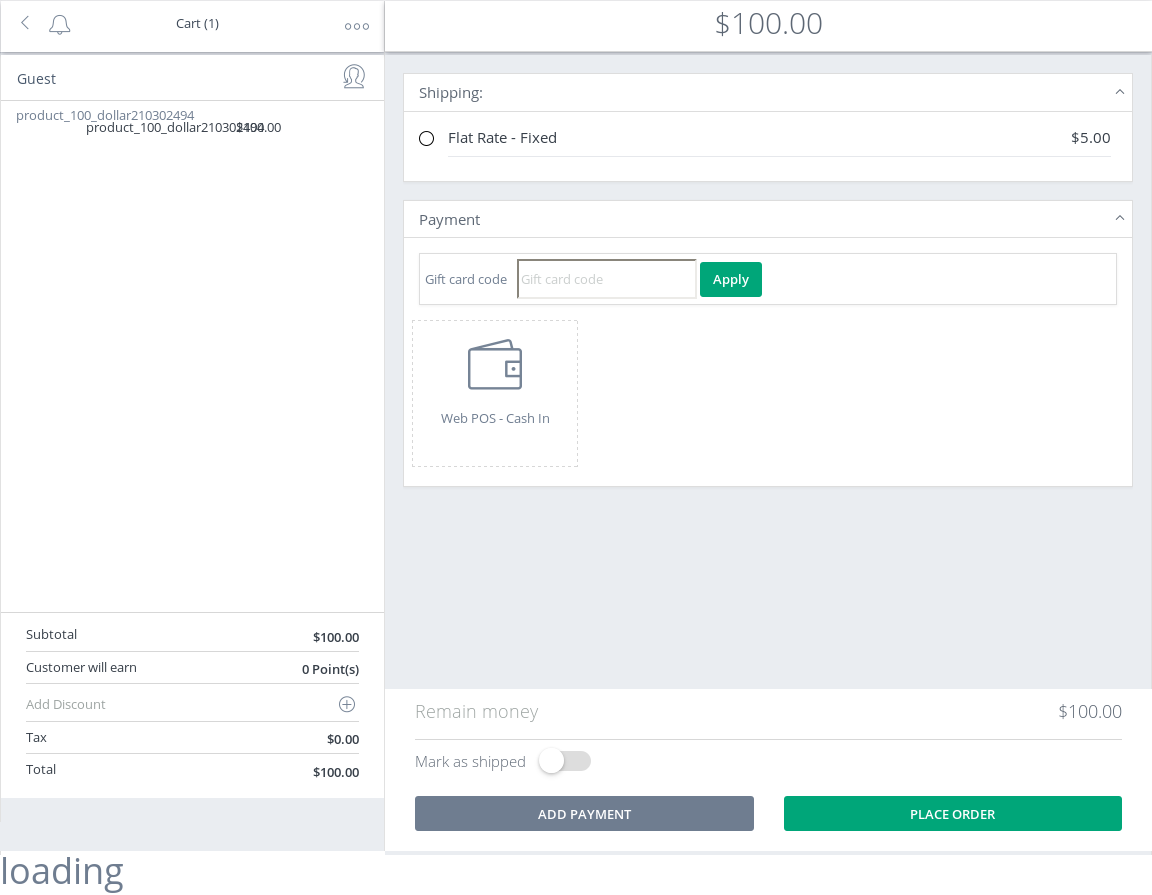 Cart (1)
$100.00
Guest
product_100_dollar210302494
product_100_dollar210302494
$100.00
Shipping:
Flat Rate - Fixed
$5.00
Payment
Gift card code
Gift card code
Apply
Web POS - Cash In
Subtotal
$100.00
Customer will earn
0 Point(s)
Add Discount
Tax
$0.00
Total
$100.00
Remain money
$100.00
Mark as shipped
ADD PAYMENT
PLACE ORDER
loading